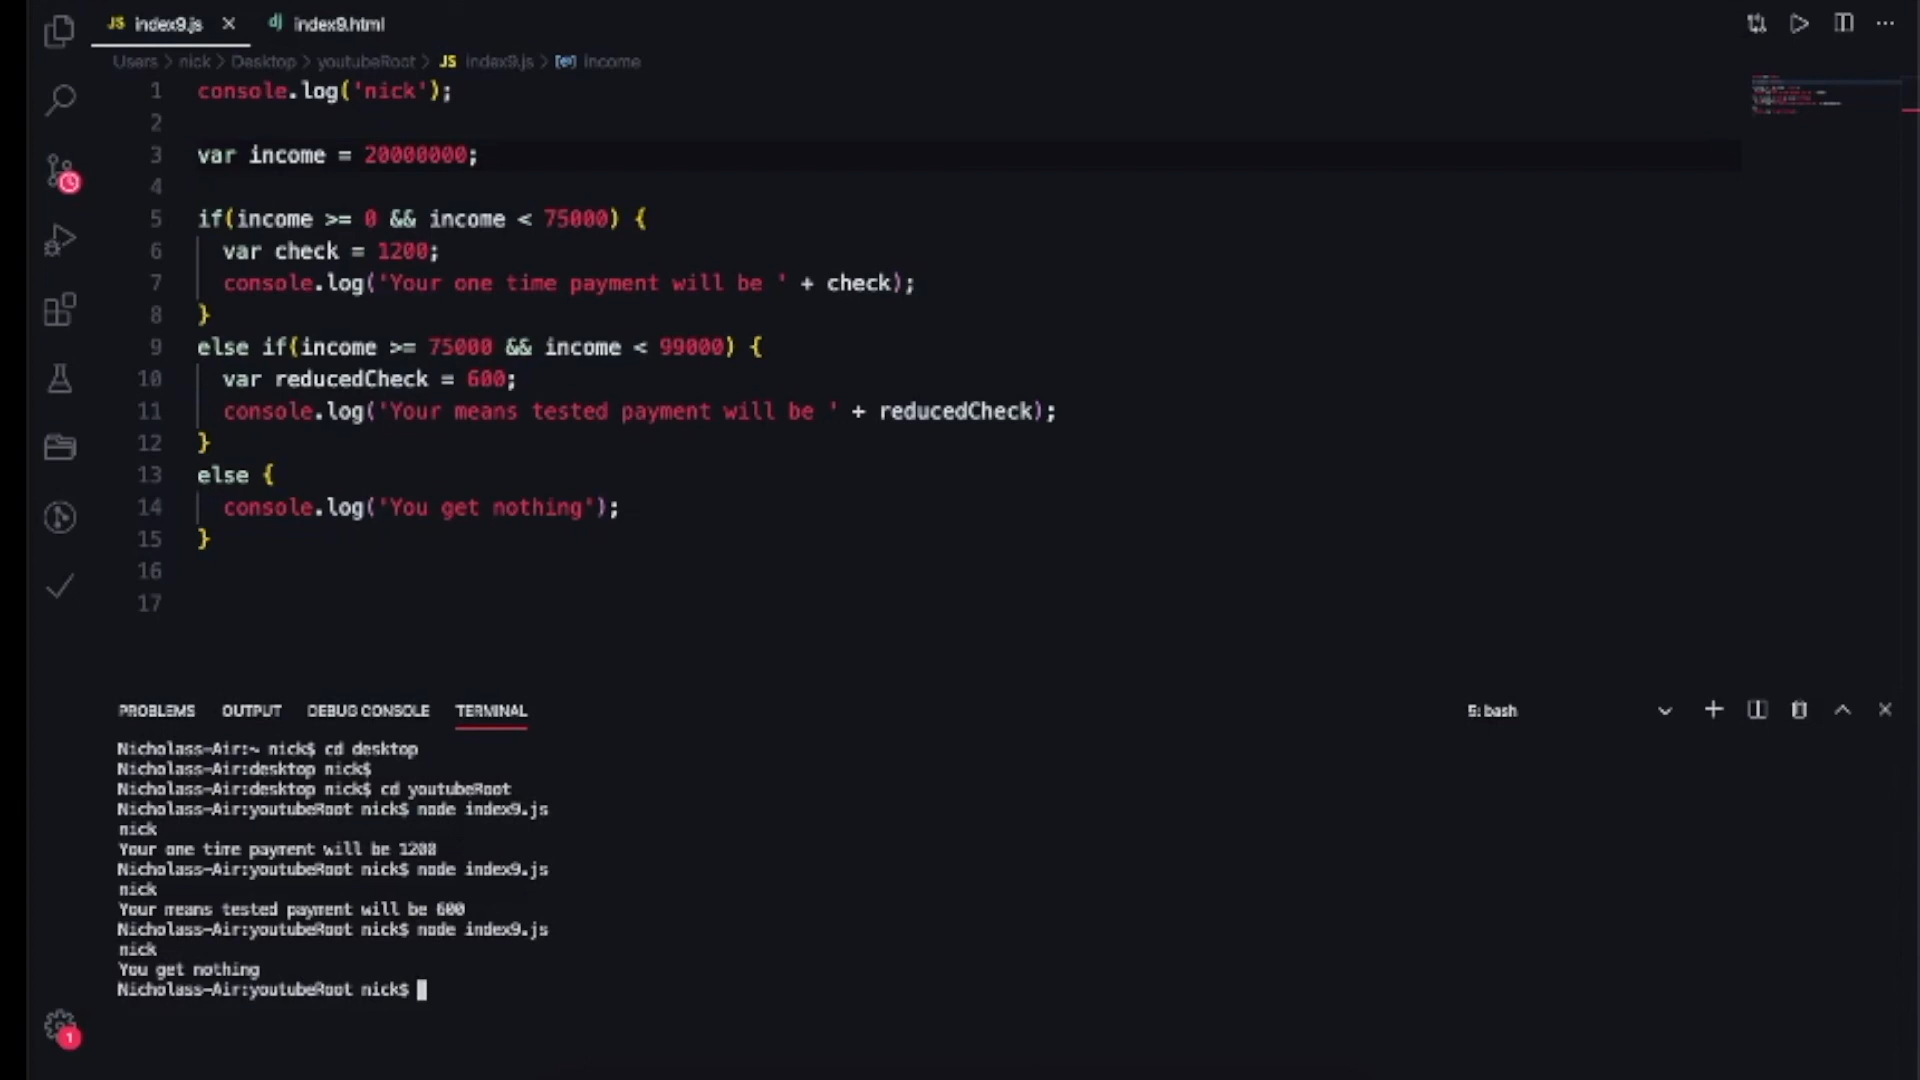 JS index9.js × dj index9.html
Users > nick > Desktop > youtubeRoot > JS index9.js > income
1 console.log('nick');
2
3 var income = 20000000;
4
5 if(income >= 0 && income < 75000) {
6 var check = 1200;
7 console.log('Your one time payment will be ' + check);
8 }
9 else if(income >= 75000 && income < 99000) {
10 var reducedCheck = 600;
11 console.log('Your means tested payment will be ' + reducedCheck);
12 }
13 else {
14 console.log('You get nothing');
15 }
16
17
PROBLEMS OUTPUT DEBUG CONSOLE TERMINAL 5: bash
Nicholass-Air:~ nick$ cd desktop
Nicholass-Air:desktop nick$
Nicholass-Air:desktop nick$ cd youtubeRoot
Nicholass-Air:youtubeRoot nick$ node index9.js
nick
Your one time payment will be 1200
Nicholass-Air:youtubeRoot nick$ node index9.js
nick
Your means tested payment will be 600
Nicholass-Air:youtubeRoot nick$ node index9.js
nick
You get nothing
Nicholass-Air:youtubeRoot nick$
1